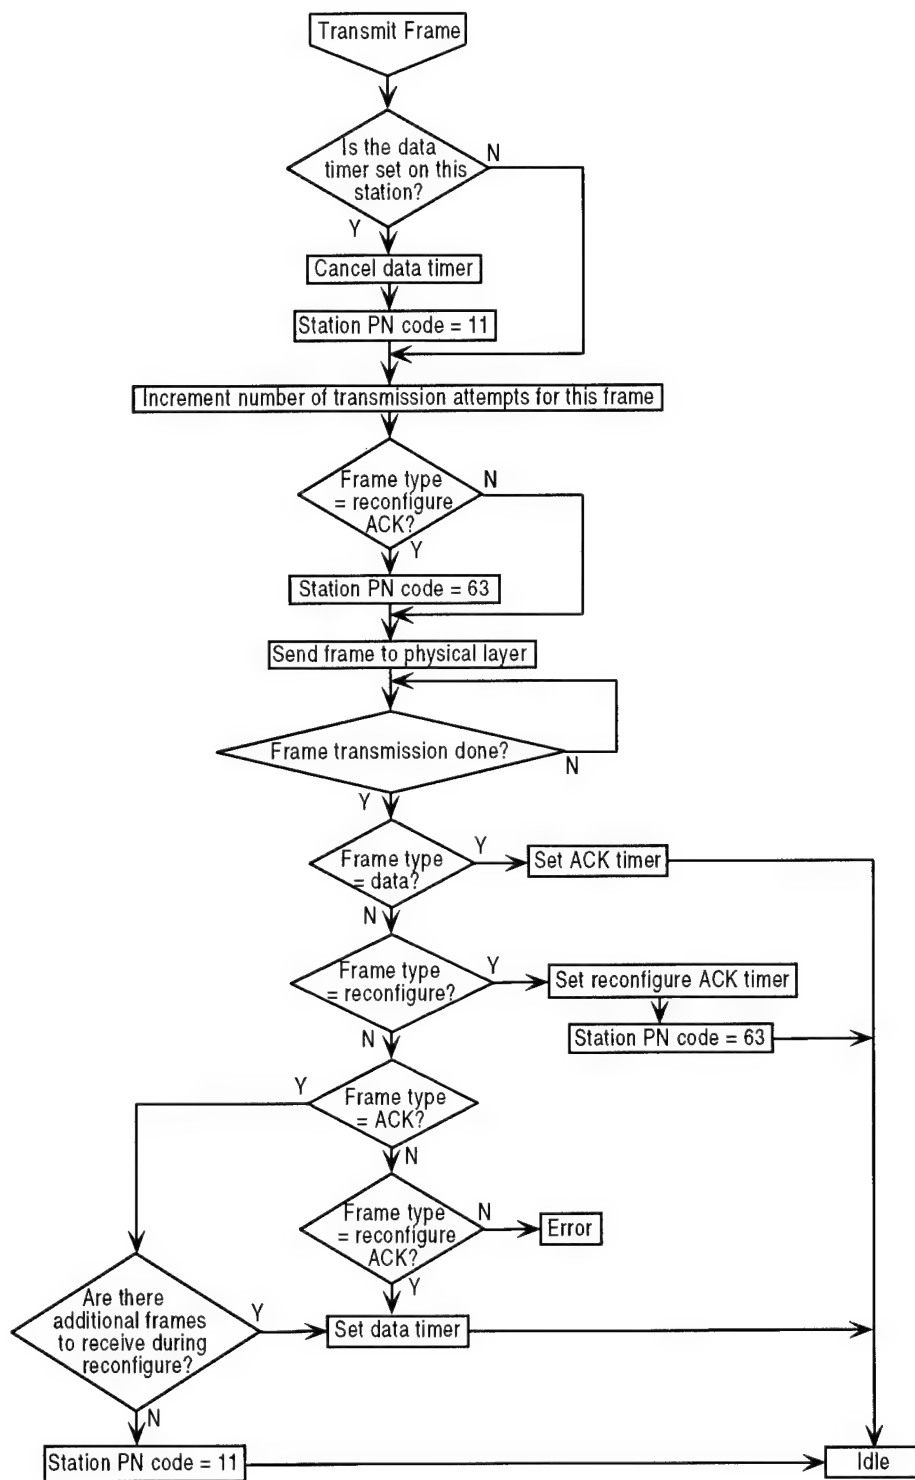 Transmit Frame
Is the data
timer set on this
station?
N
Y
Cancel data timer
Station PN code = 11
Increment number of transmission attempts for this frame
Frame type
= reconfigure
ACK?
N
Y
Station PN code = 63
Send frame to physical layer
Frame transmission done?
N
Y
Frame type
= data?
Y
Set ACK timer
N
Frame type
= reconfigure?
Y
Set reconfigure ACK timer
Station PN code = 63
N
Y
Frame type
= ACK?
N
Frame type
= reconfigure
ACK?
N
Error
Y
Are there
additional frames
to receive during
reconfigure?
Y
Set data timer
N
Station PN code = 11
Idle